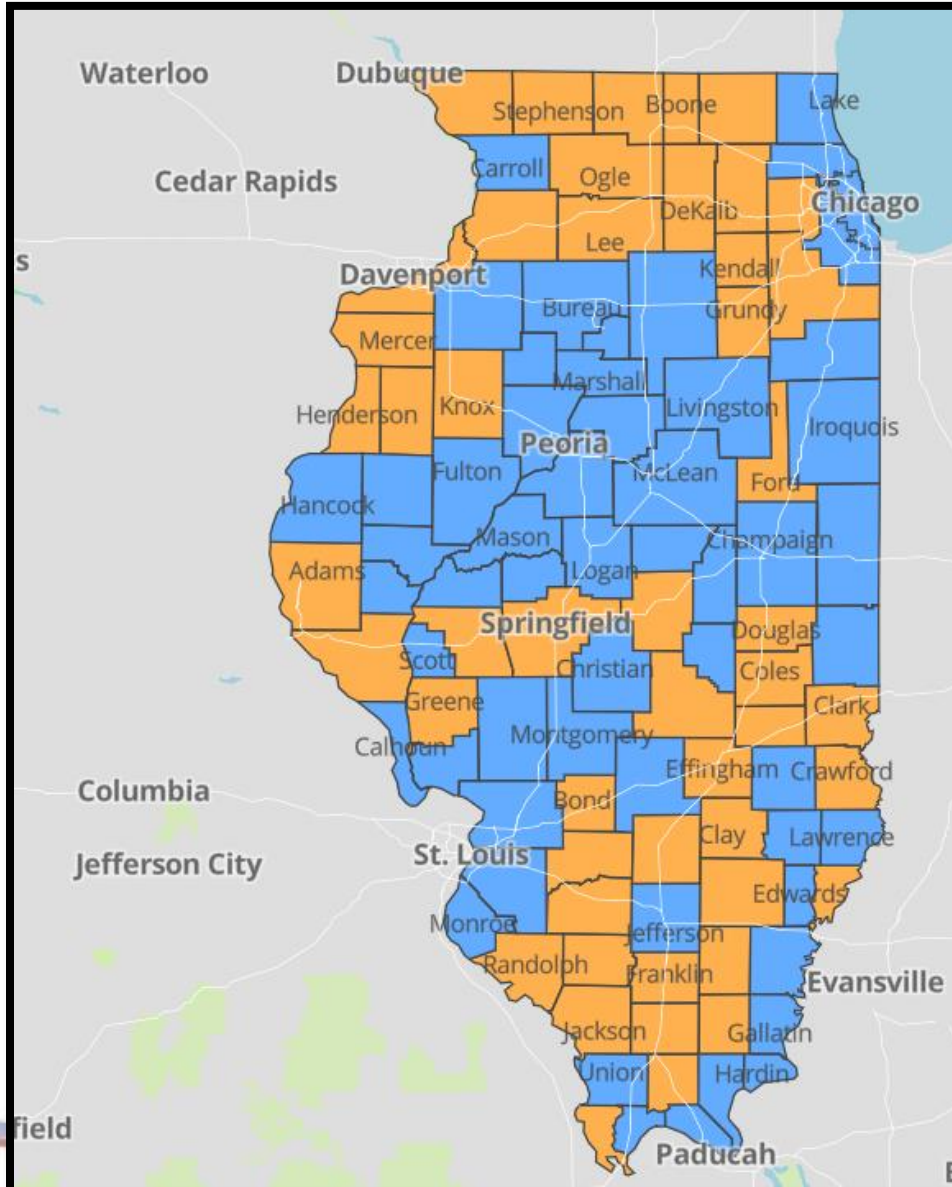 Waterloo
Dubuque
Stephenson
Boone
Lake
Carroll
Ogle
Cedar Rapids
Chicago
DeKalb
Lee
s
Davenport
Kendall
Bureau
Grundy
Mercer
Marshall
Knox
Livingston
Henderson
Iroquois
Peoria
Fulton
McLean
Ford
Hancock
Mason
Champaign
Adams
Logan
Springfield
Douglas
Scott
Christian
Coles
Greene
Clark
Calhoun
Montgomery
Effingham
Crawford
Columbia
Bond
Clay
Lawrence
St. Louis
Jefferson City
Edwards
Monroe
Jefferson
Randolph
Franklin
Evansville
Jackson
Gallatin
Union
Hardin
field
Paducah